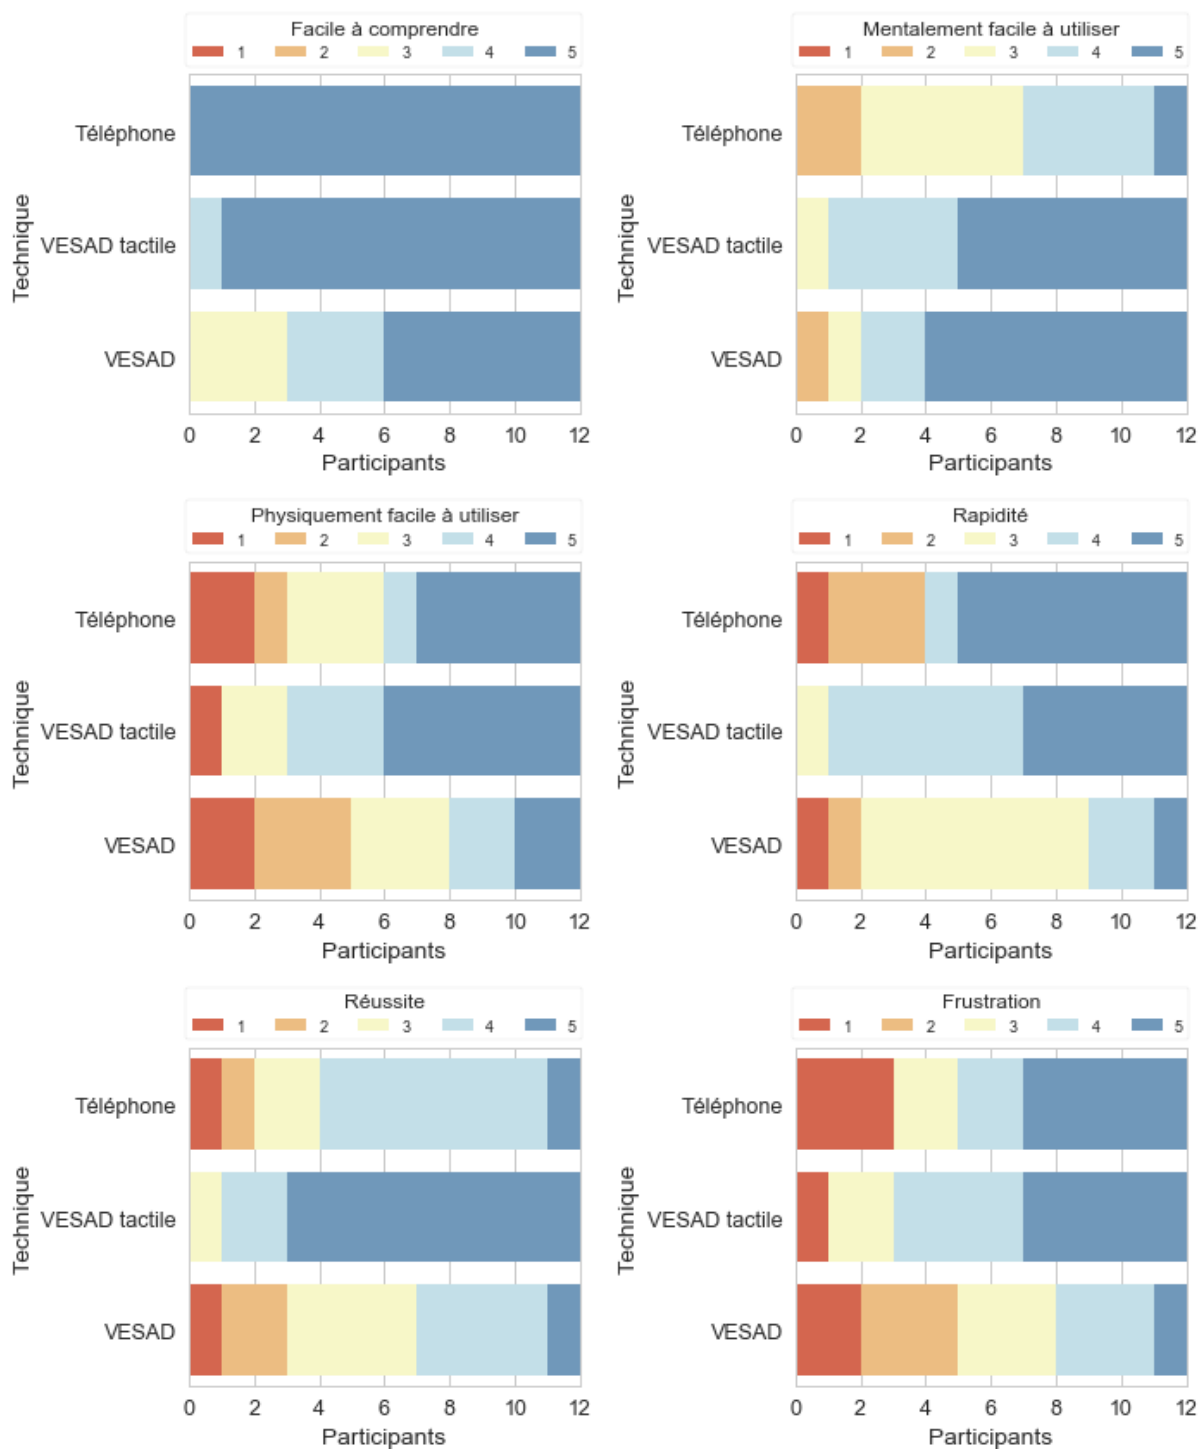 Facile à comprendre
1 2 3 4 5
Technique
Téléphone
VESAD tactile
VESAD
0 2 4 6 8 10 12
Participants
Mentalement facile à utiliser
1 2 3 4 5
Technique
Téléphone
VESAD tactile
VESAD
0 2 4 6 8 10 12
Participants
Physiquement facile à utiliser
1 2 3 4 5
Technique
Téléphone
VESAD tactile
VESAD
0 2 4 6 8 10 12
Participants
Rapidité
1 2 3 4 5
Technique
Téléphone
VESAD tactile
VESAD
0 2 4 6 8 10 12
Participants
Réussite
1 2 3 4 5
Technique
Téléphone
VESAD tactile
VESAD
0 2 4 6 8 10 12
Participants
Frustration
1 2 3 4 5
Technique
Téléphone
VESAD tactile
VESAD
0 2 4 6 8 10 12
Participants